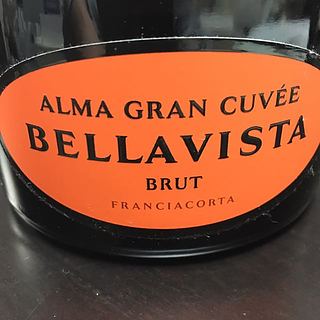 ALMA GRAN CUVÉE
BELLAVISTA
BRUT
FRANCIACORTA